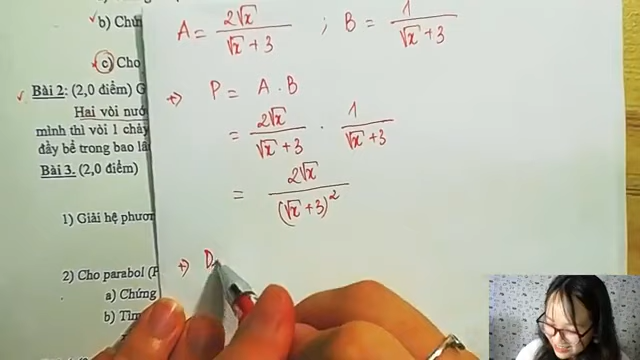 b) Chứn
c) Cho
Bài 2: (2,0 điểm) G
Hai vòi nướ
mình thì vòi 1 chảy
đầy bể trong bao lâ
Bài 3. (2,0 điểm)
1) Giải hệ phươn
2) Cho parabol (P
a) Chứng
b) Tìm
A = 2√x / (√x + 3) ; B = 1 / (√x + 3)
+) P = A . B
= 2√x / (√x + 3) . 1 / (√x + 3)
= 2√x / (√x + 3)²
+) D